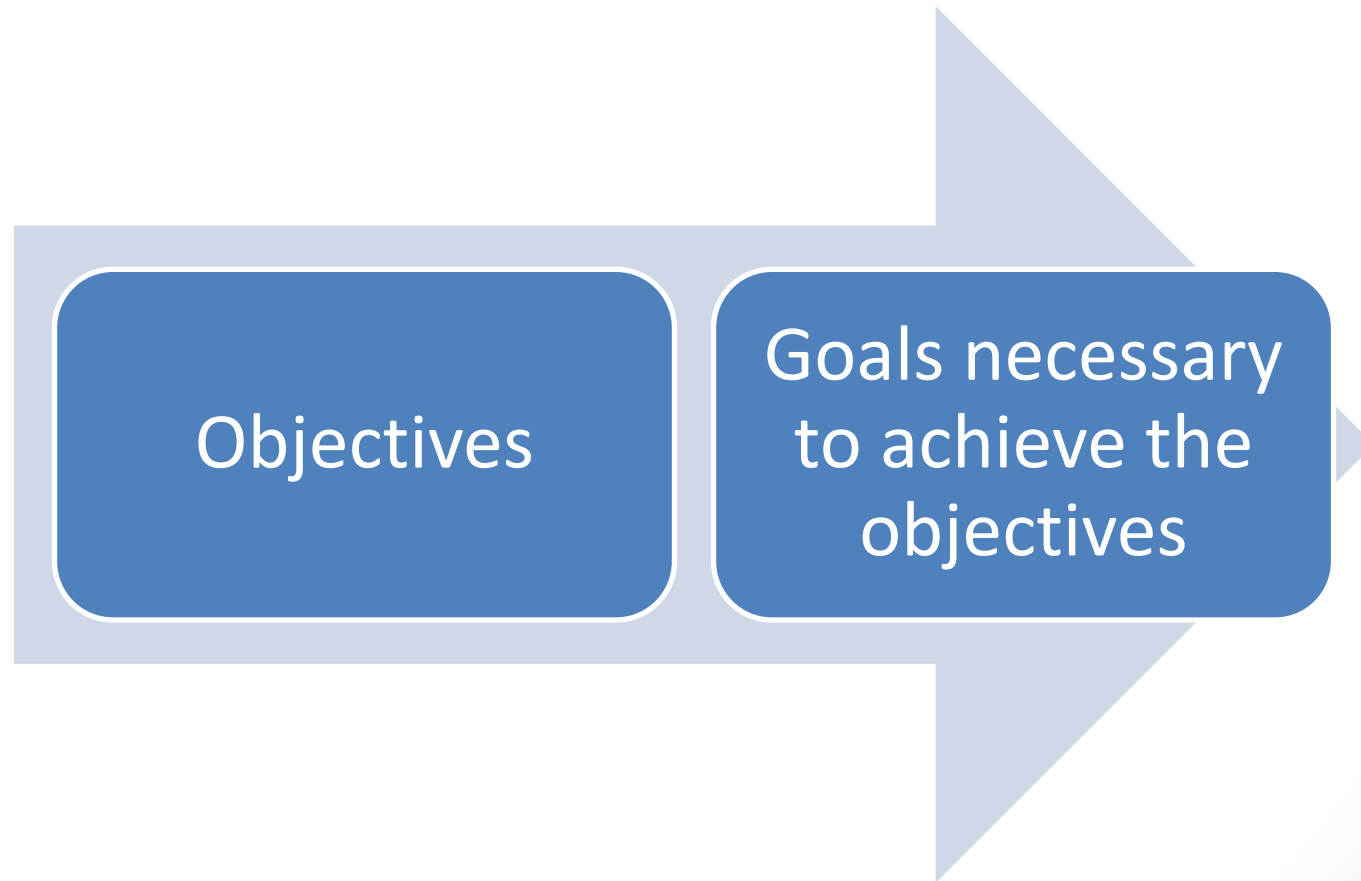 Objectives
Goals necessary
to achieve the
objectives